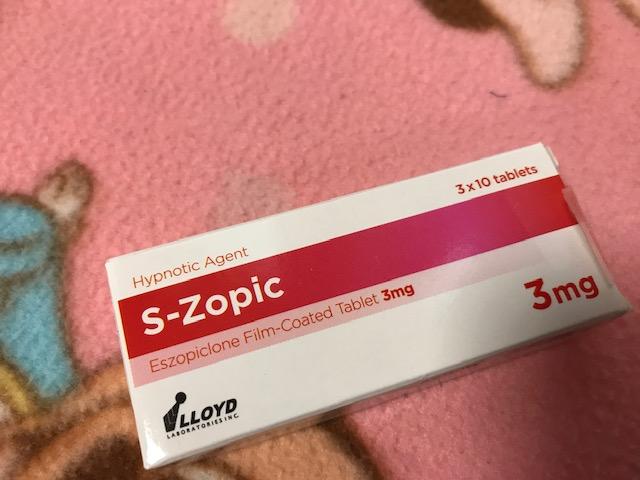 3 x 10 tablets
Hypnotic Agent
S-Zopic
Eszopiclone Film-Coated Tablet 3mg
3mg
LLOYD
LABORATORIES INC.